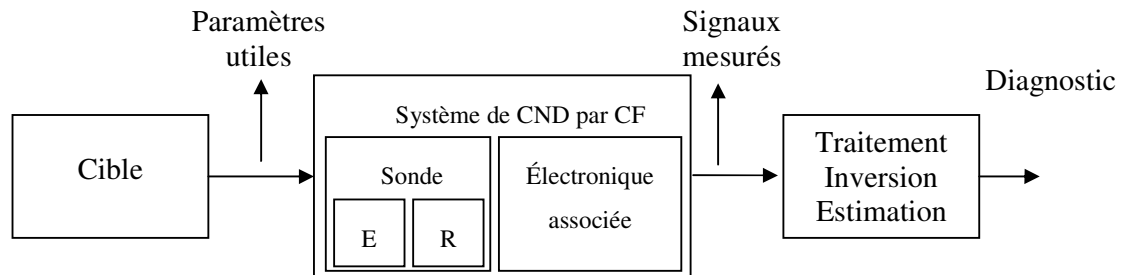 Paramètres
utiles
Signaux
mesurés
Diagnostic
Système de CND par CF
Cible
Sonde
E
R
Électronique
associée
Traitement
Inversion
Estimation